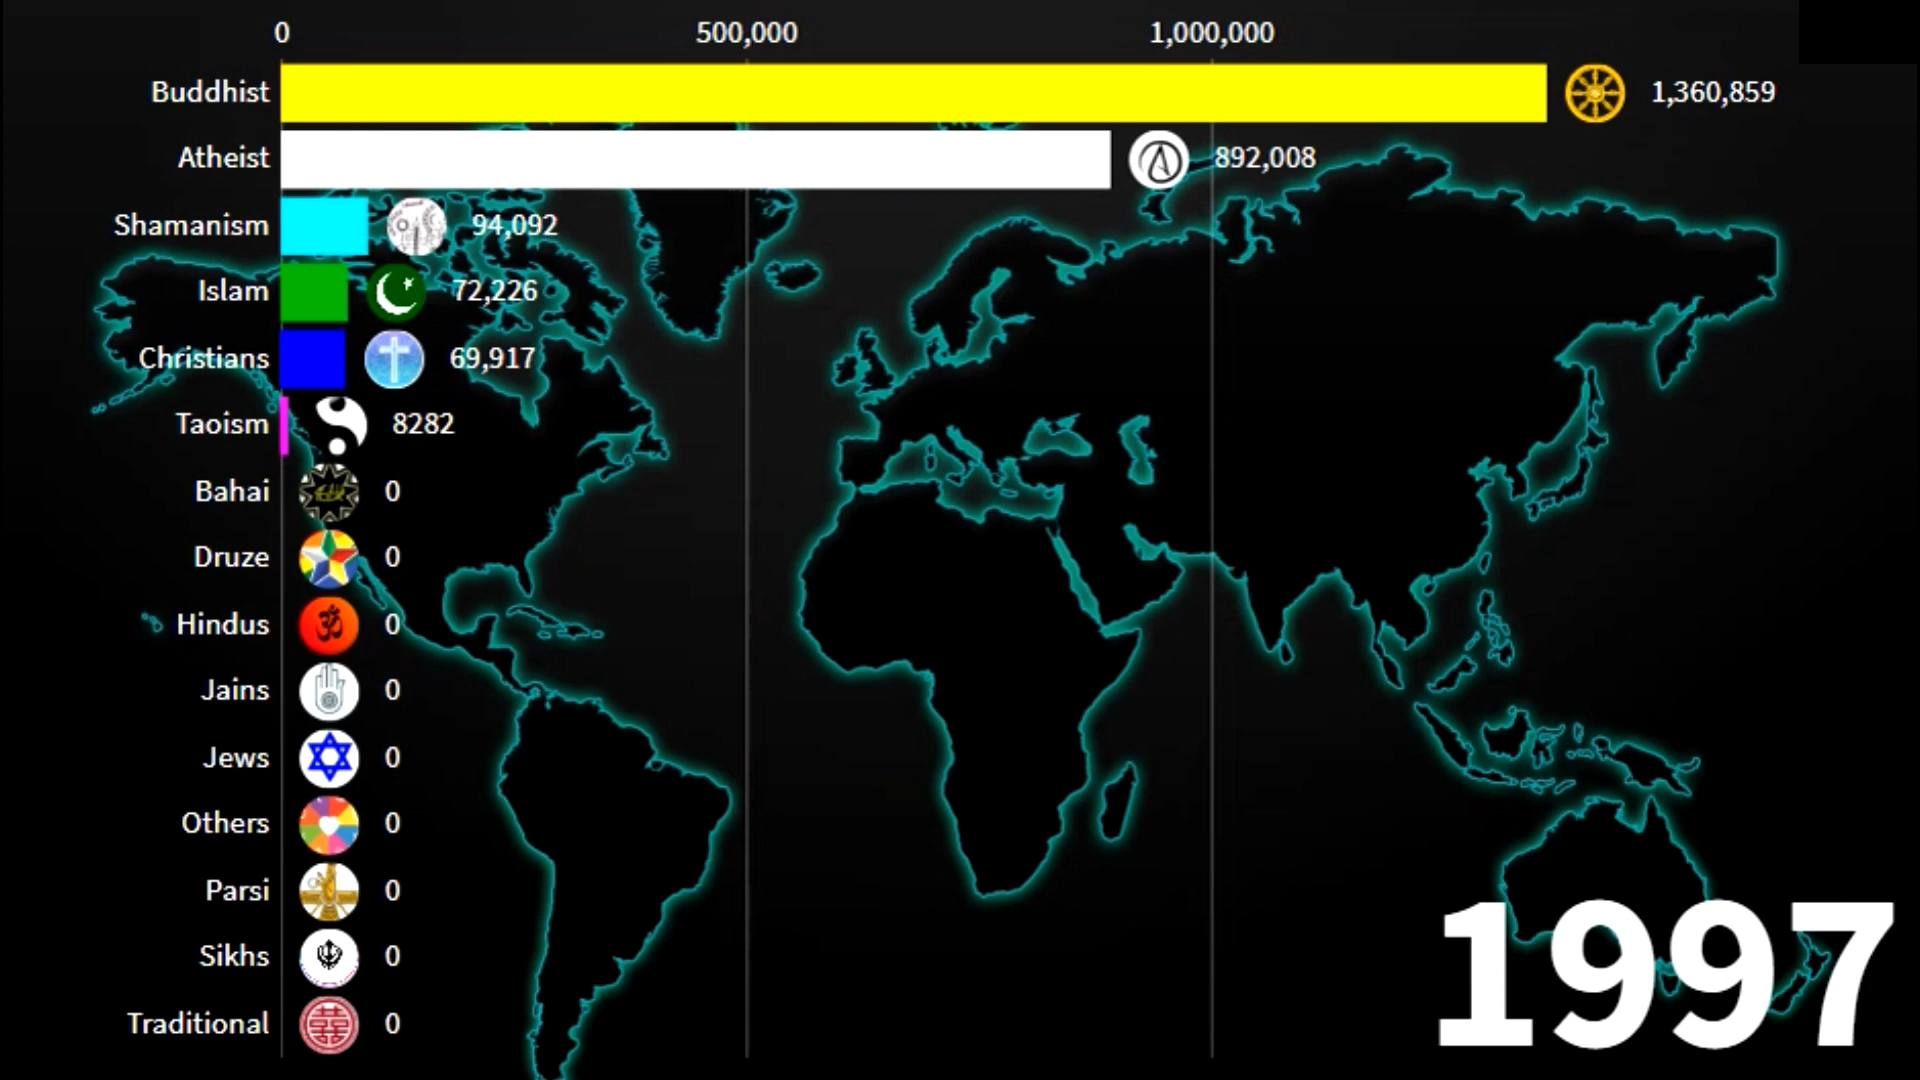 0 500,000 1,000,000
Buddhist 1,360,859
Atheist 892,008
Shamanism 94,092
Islam 72,226
Christians 69,917
Taoism 8282
Bahai 0
Druze 0
Hindus 0
Jains 0
Jews 0
Others 0
Parsi 0
Sikhs 0
Traditional 0
1997